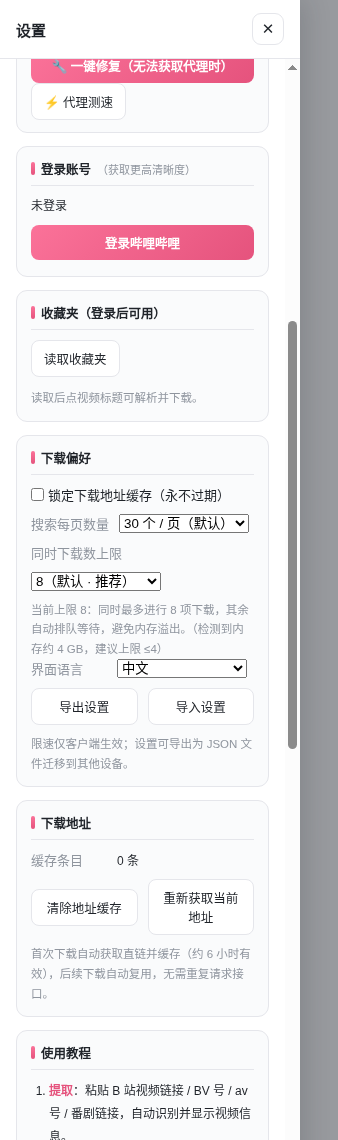 设置
✕
🔧 一键修复（无法获取代理时）
⚡ 代理测速
登录账号 （获取更高清晰度）
未登录
登录哔哩哔哩
收藏夹（登录后可用）
读取收藏夹
读取后点视频标题可解析并下载。
下载偏好
锁定下载地址缓存（永不过期）
搜索每页数量 30 个 / 页（默认）
同时下载数上限
8（默认 · 推荐）
当前上限 8：同时最多进行 8 项下载，其余
自动排队等待，避免内存溢出。（检测到内
存约 4 GB，建议上限 ≤4）
界面语言 中文
导出设置 导入设置
限速仅客户端生效；设置可导出为 JSON 文
件迁移到其他设备。
下载地址
缓存条目 0 条
清除地址缓存 重新获取当前
地址
首次下载自动获取直链并缓存（约 6 小时有
效），后续下载自动复用，无需重复请求接
口。
使用教程
1. 提取：粘贴 B 站视频链接 / BV 号 / av
号 / 番剧链接，自动识别并显示视频信
息。